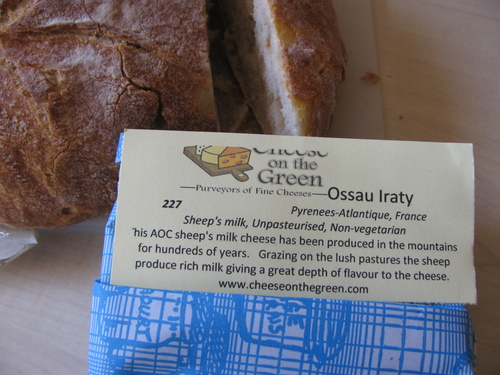 Cheese
on the
Green
Purveyors of Fine Cheeses
Ossau Iraty
227
Pyrenees-Atlantique, France
Sheep's milk, Unpasteurised, Non-vegetarian
his AOC sheep's milk cheese has been produced in the mountains
for hundreds of years. Grazing on the lush pastures the sheep
produce rich milk giving a great depth of flavour to the cheese.
www.cheeseonthegreen.com